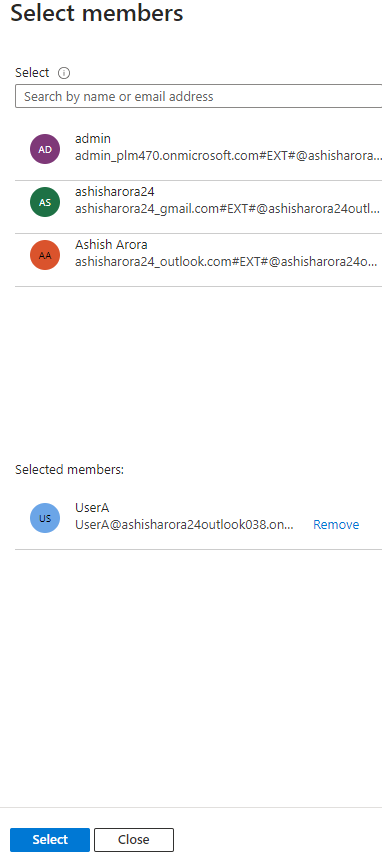 Select members
Select
Search by name or email address
AD
admin
admin_plm470.onmicrosoft.com#EXT#@ashisharora...
AS
ashisharora24
ashisharora24_gmail.com#EXT#@ashisharora24outl...
AA
Ashish Arora
ashisharora24_outlook.com#EXT#@ashisharora24o...
Selected members:
US
UserA
UserA@ashisharora24outlook038.on...
Remove
Select
Close